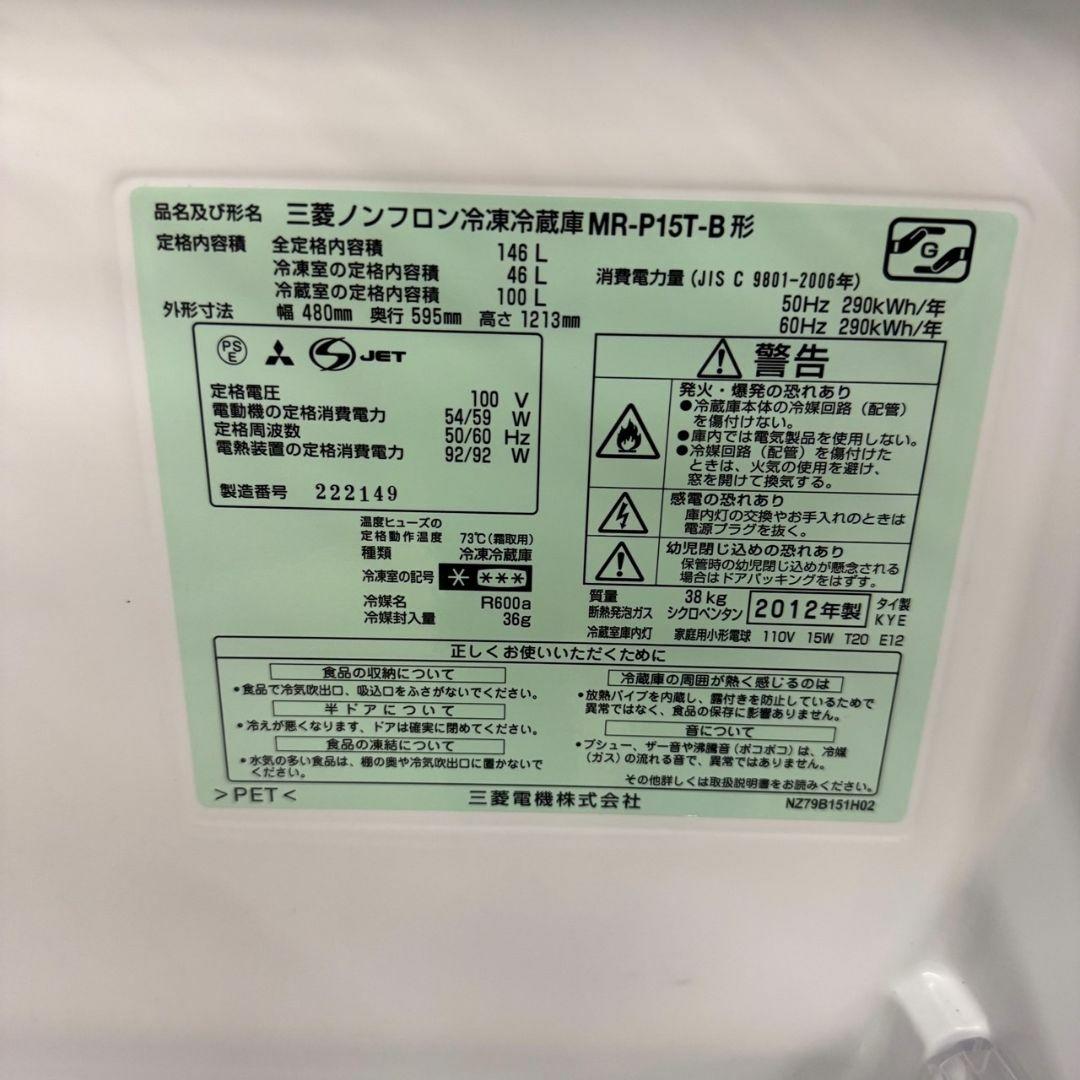 品名及び形名 三菱ノンフロン冷凍冷蔵庫 MR-P15T-B 形
定格内容積 全定格内容積 146 L
冷凍室の定格内容積 46 L
冷蔵室の定格内容積 100 L
外形寸法 幅 480mm 奥行 595mm 高さ 1213mm
G
消費電力量 (JIS C 9801-2006年)
50Hz 290kWh/年
60Hz 290kWh/年
PS
E
S JET
定格電圧 100 V
電動機の定格消費電力 54/59 W
定格周波数 50/60 Hz
電熱装置の定格消費電力 92/92 W
製造番号 222149
温度ヒューズの
定格動作温度 73℃(霜取用)
種類 冷凍冷蔵庫
冷凍室の記号 * ***
冷媒名 R600a
冷媒封入量 36g
警告
発火・爆発の恐れあり
●冷蔵庫本体の冷媒回路(配管)
を傷付けない。
●庫内では電気製品を使用しない。
●冷媒回路(配管)を傷付けた
ときは、火気の使用を避け、
窓を開けて換気する。
感電の恐れあり
庫内灯の交換やお手入れのときは
電源プラグを抜く。
幼児閉じ込めの恐れあり
保管時の幼児閉じ込めが懸念される
場合はドアパッキングをはずす。
質量 38kg
断熱発泡ガス シクロペンタン
2012年製
タイ製
KYE
冷蔵室庫内灯 家庭用小形電球 110V 15W T20 E12
正しくお使いいただくために
食品の収納について
●食品で冷気吹出口、吸込口をふさがないでください。
半ドアについて
●冷えが悪くなります、ドアは確実に閉めてください。
食品の凍結について
●水気の多い食品は、棚の奥や冷気吹出口に置かないで
ください。
冷蔵庫の周囲が熱く感じるのは
●放熱パイプを内蔵し、露付きを防止しているためで
異常ではなく、食品の保存に影響ありません。
音について
●プシュー、ザー音や沸騰音(ポコポコ)は、冷媒
(ガス)の流れる音で、異常ではありません。
その他詳しくは取扱説明書をお読みください。
>PET<
三菱電機株式会社
NZ79B151H02